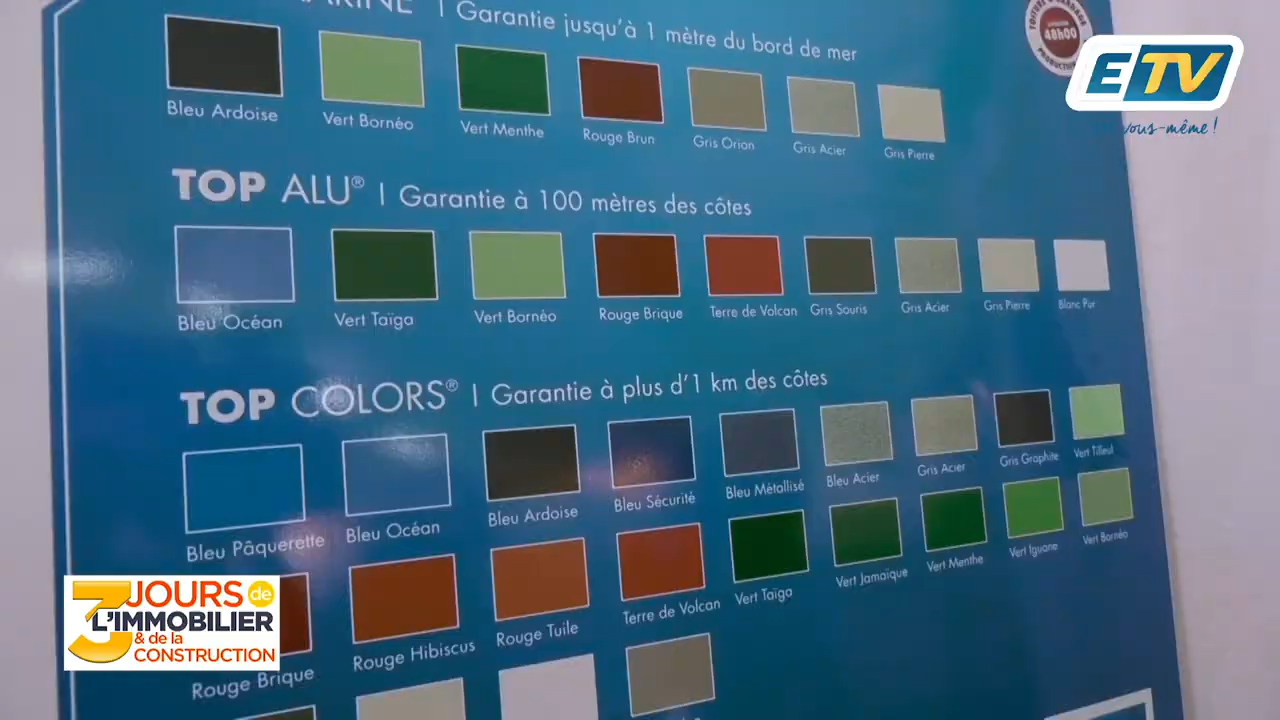 Garantie jusqu'à 1 mètre du bord de mer
48h00
ETV
vous-même !
Bleu Ardoise
Vert Bornéo
Vert Menthe
Rouge Brun
Gris Orion
Gris Acier
Gris Pierre
TOP ALU® | Garantie à 100 mètres des côtes
Bleu Océan
Vert Taïga
Vert Bornéo
Rouge Brique
Terre de Volcan
Gris Souris
Gris Acier
Gris Pierre
Blanc Pur
TOP COLORS® | Garantie à plus d'1 km des côtes
Bleu Pâquerette
Bleu Océan
Bleu Ardoise
Bleu Sécurité
Bleu Métallisé
Bleu Acier
Gris Acier
Gris Graphite
Vert Tilleul
Rouge Brique
Rouge Hibiscus
Rouge Tuile
Terre de Volcan
Vert Taïga
Vert Jamaïque
Vert Menthe
Vert Iguane
Vert Bornéo
3 JOURS de
L'IMMOBILIER
& de la
CONSTRUCTION